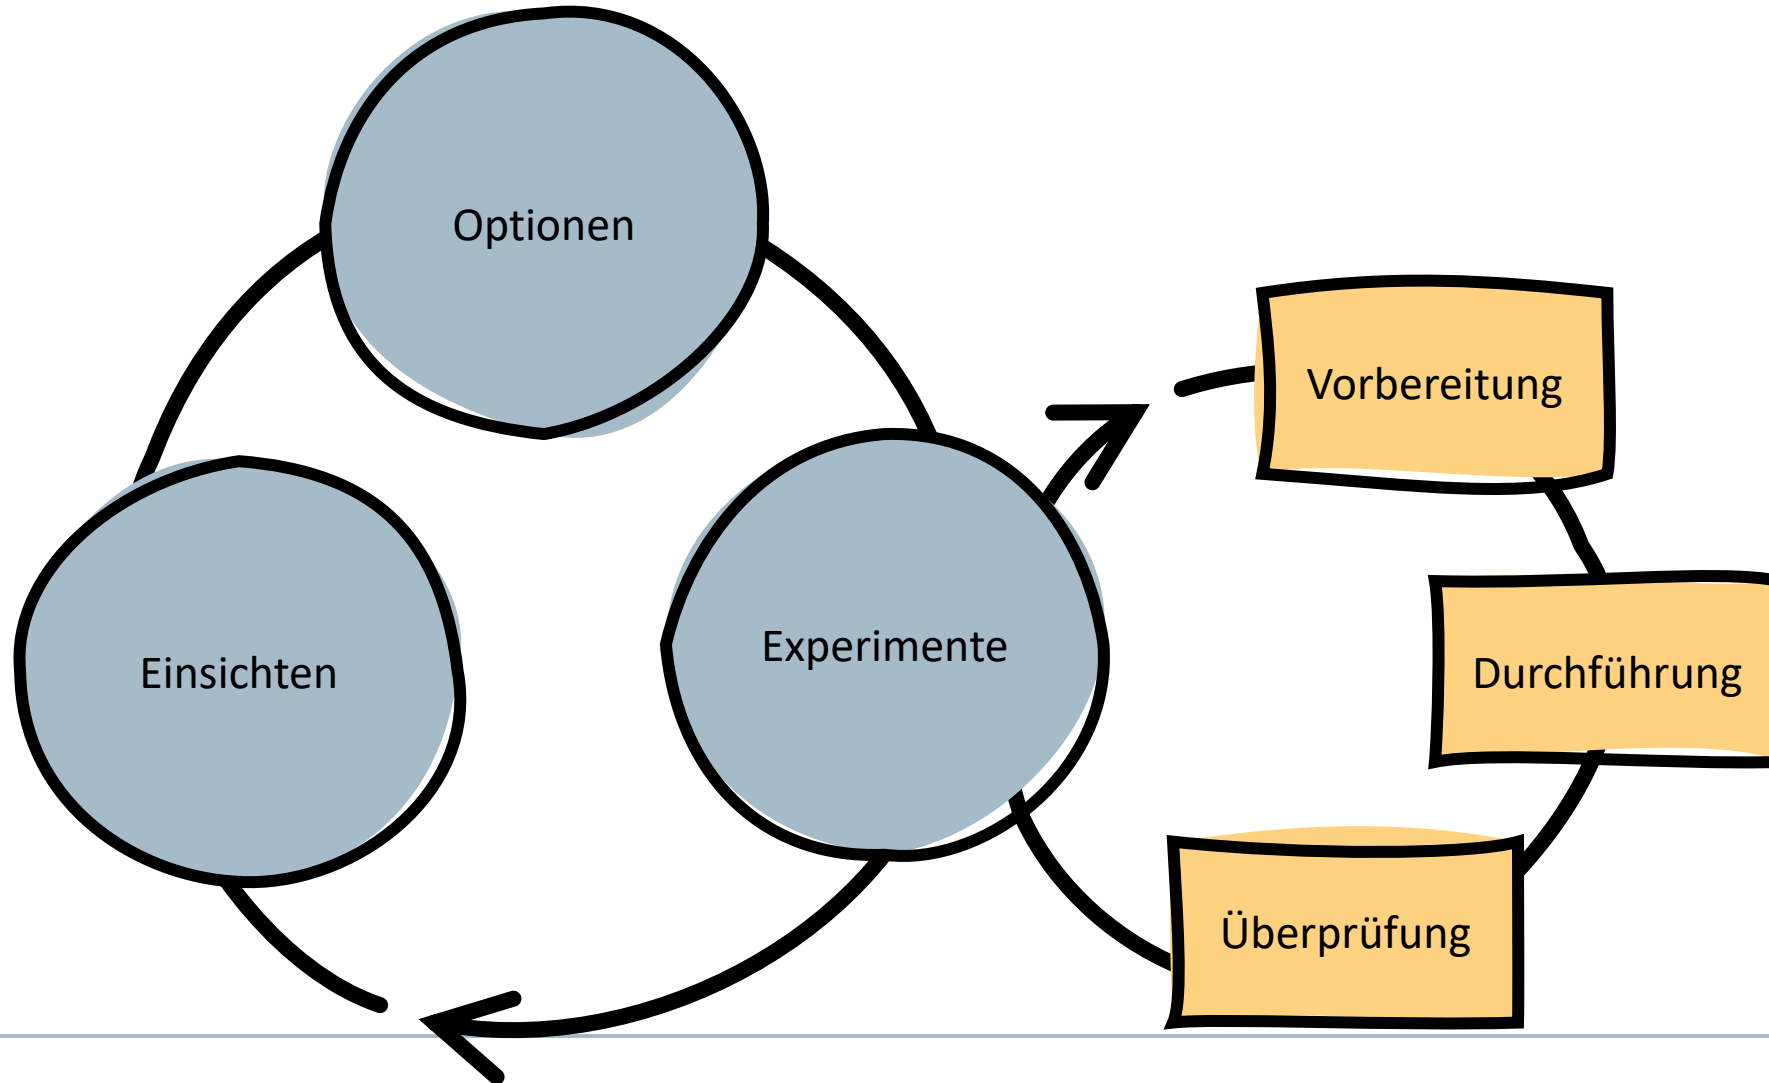 Optionen
Vorbereitung
Experimente
Einsichten
Durchführung
Überprüfung